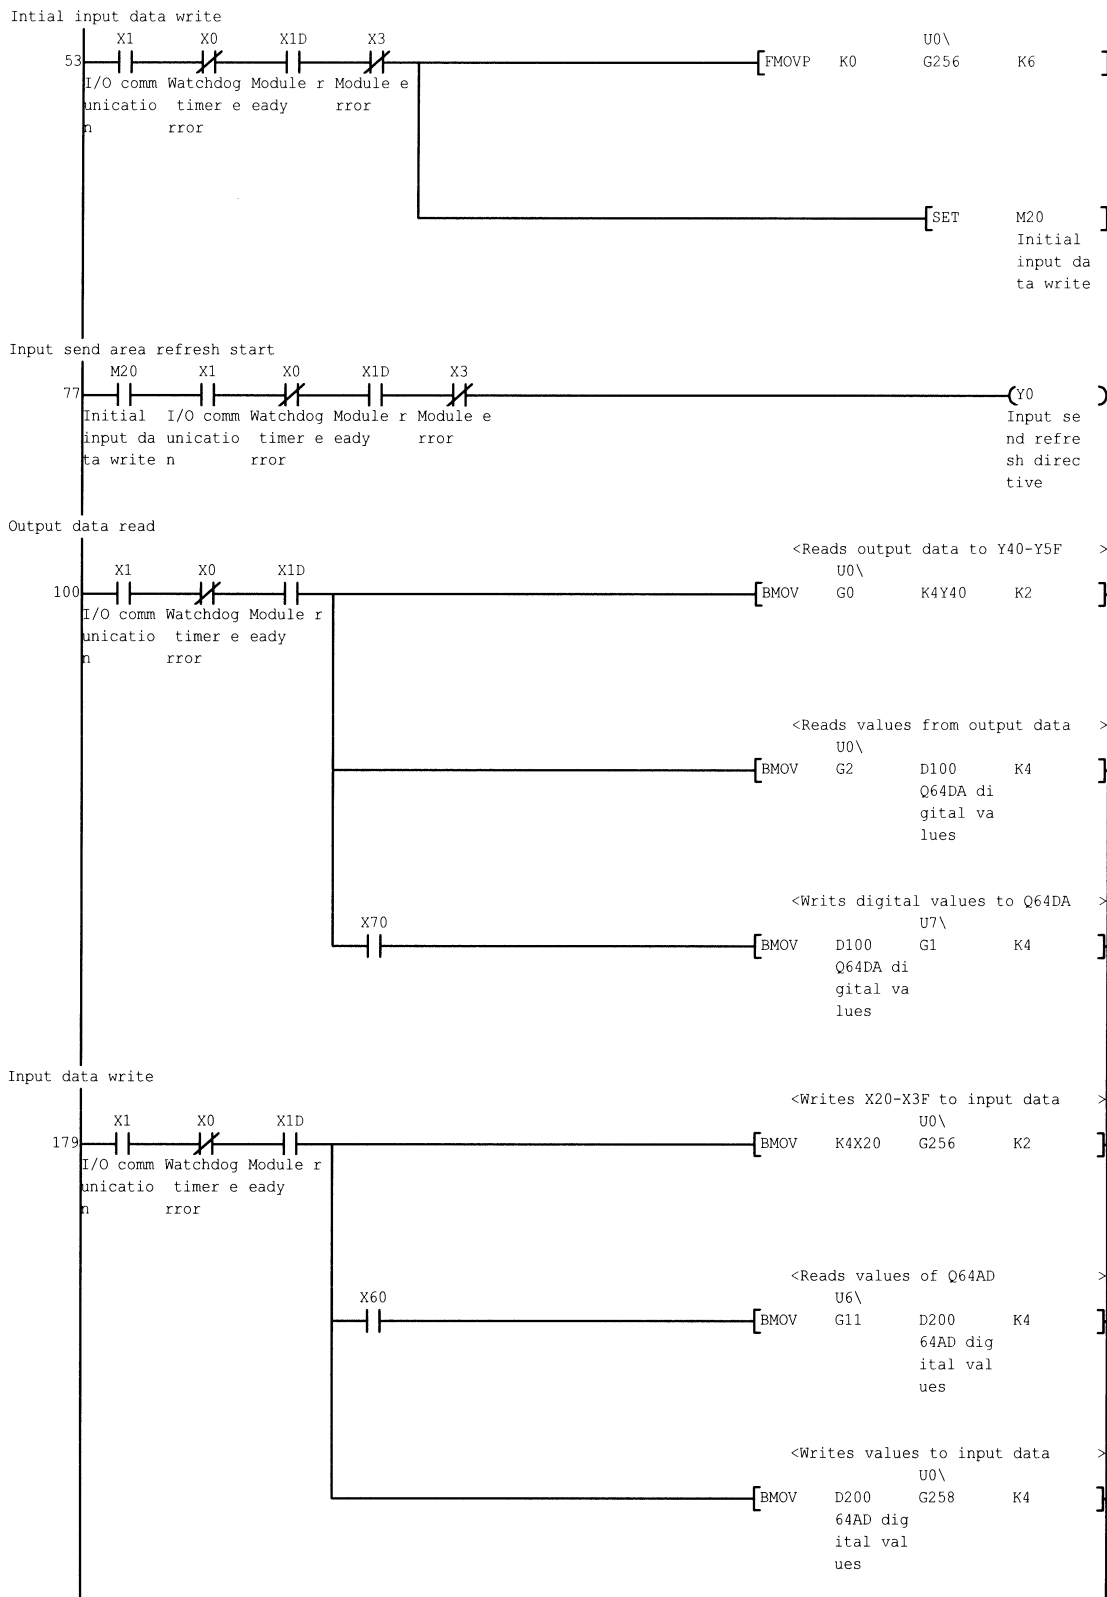 Intial input data write
X1 X0 X1D X3 U0\
53 FMOVP K0 G256 K6
I/O comm Watchdog Module r Module e
unicatio timer e eady rror
n rror
SET M20
Initial
input da
ta write
Input send area refresh start
M20 X1 X0 X1D X3
77 Y0
Initial I/O comm Watchdog Module r Module e Input se
input da unicatio timer e eady rror nd refre
ta write n rror sh direc
tive
Output data read
<Reads output data to Y40-Y5F >
X1 X0 X1D U0\
100 BMOV G0 K4Y40 K2
I/O comm Watchdog Module r
unicatio timer e eady
n rror
<Reads values from output data >
U0\
BMOV G2 D100 K4
Q64DA di
gital va
lues
<Writs digital values to Q64DA >
X70 U7\
BMOV D100 G1 K4
Q64DA di
gital va
lues
Input data write
<Writes X20-X3F to input data >
X1 X0 X1D U0\
179 BMOV K4X20 G256 K2
I/O comm Watchdog Module r
unicatio timer e eady
n rror
<Reads values of Q64AD >
X60 U6\
BMOV G11 D200 K4
64AD dig
ital val
ues
<Writes values to input data >
U0\
BMOV D200 G258 K4
64AD dig
ital val
ues